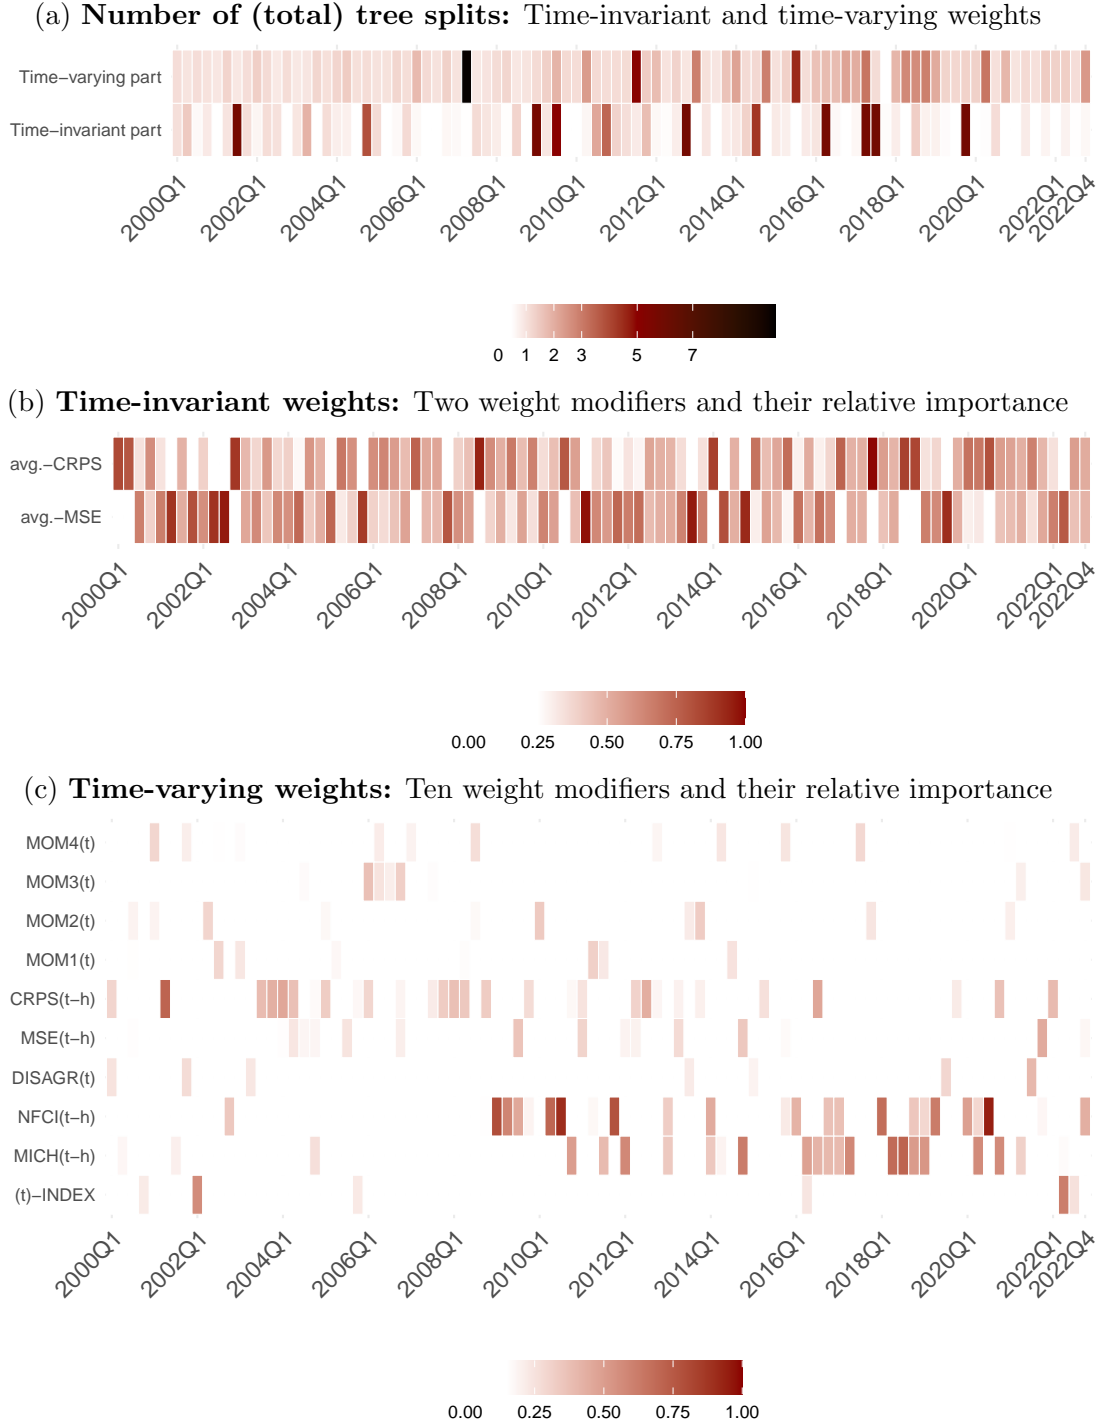 (a) Number of (total) tree splits: Time-invariant and time-varying weights
Time−varying part
Time−invariant part
2000Q1 2002Q1 2004Q1 2006Q1 2008Q1 2010Q1 2012Q1 2014Q1 2016Q1 2018Q1 2020Q1 2022Q1 2022Q4
0 1 2 3 5 7
(b) Time-invariant weights: Two weight modifiers and their relative importance
avg.−CRPS
avg.−MSE
2000Q1 2002Q1 2004Q1 2006Q1 2008Q1 2010Q1 2012Q1 2014Q1 2016Q1 2018Q1 2020Q1 2022Q1 2022Q4
0.00 0.25 0.50 0.75 1.00
(c) Time-varying weights: Ten weight modifiers and their relative importance
MOM4(t)
MOM3(t)
MOM2(t)
MOM1(t)
CRPS(t−h)
MSE(t−h)
DISAGR(t)
NFCI(t−h)
MICH(t−h)
(t)−INDEX
2000Q1 2002Q1 2004Q1 2006Q1 2008Q1 2010Q1 2012Q1 2014Q1 2016Q1 2018Q1 2020Q1 2022Q1 2022Q4
0.00 0.25 0.50 0.75 1.00